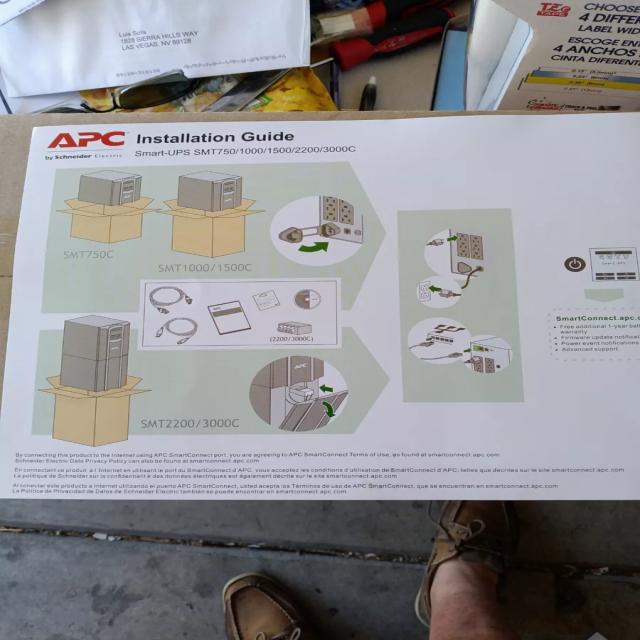 Luis Sola
1828 SIERRA HILLS WAY
LAS VEGAS, NV 89128
TZe
CHOOSE
4 DIFFE
LABEL WID
ESCOGE E
4 ANCHOR
CINTA DIFERENT
APC
by Schneider Electric
Installation Guide
Smart-UPS SMT750/1000/1500/2200/3000C
SMT750C
SMT1000/1500C
(2200/3000C)
SMT2200/3000C
APC
SmartConnect.apc.c
• Free additional 1-year
warranty
• Firmware update notificat
• Power event notifications
• Advanced support
By connecting this product to the Internet using APC SmartConnect port, you are agreeing to APC SmartConnect Terms of Use, as found at smartconnect.apc.com
Schneider Electric Data Privacy Policy can also be found at smartconnect.apc.com
En connectant ce produit à l'Internet en utilisant le port du SmartConnect d'APC, vous acceptez les conditions d'utilisation de SmartConnect d'APC, telles que décrites sur le site smartconnect.apc.com
La politique de Schneider sur la confidentialité des données électriques est également décrite sur le site smartconnect.apc.com
Al conectar este producto a internet utilizando el puerto APC SmartConnect, usted acepta los Términos de Uso de APC SmartConnect, que se encuentran en smartconnect.apc.com
La Política de Privacidad de Datos de Schneider Electric también se puede encontrar en smartconnect.apc.com